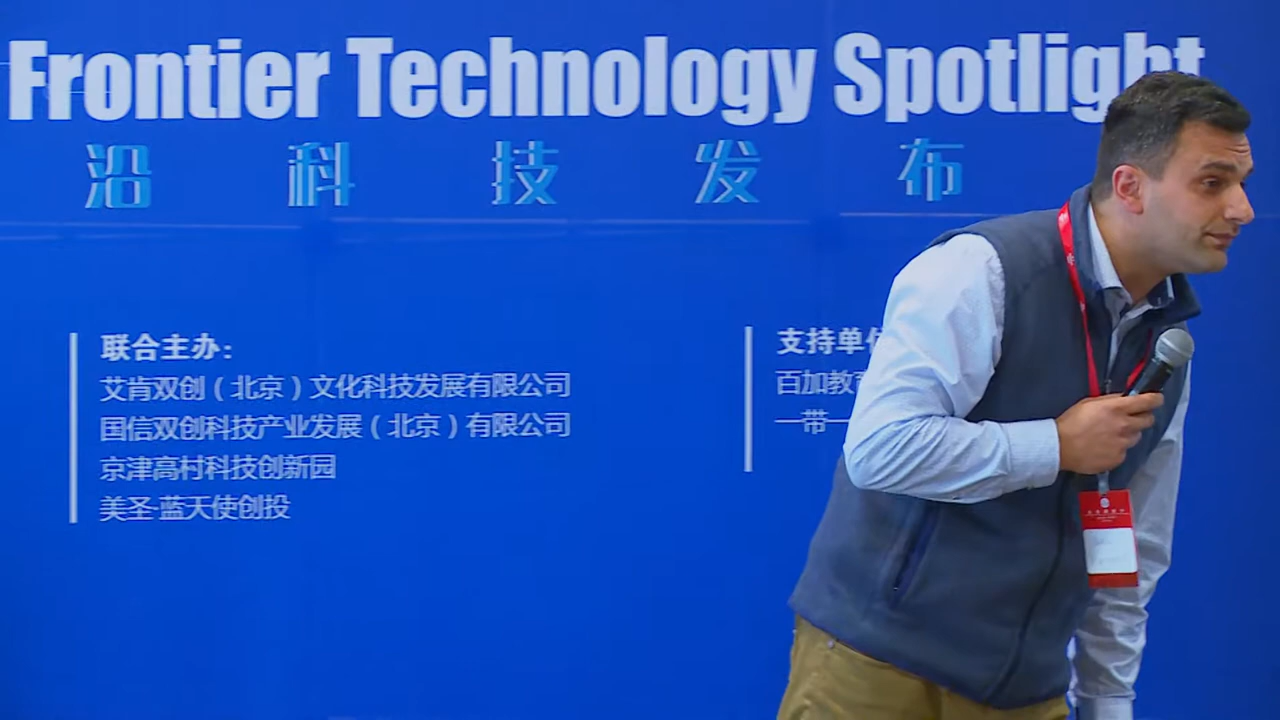 Frontier Technology Spotlight
沿科技发布
联合主办:
支持单位
艾肯双创（北京）文化科技发展有限公司
百加教育
国信双创科技产业发展（北京）有限公司
一带一
京津高村科技创新园
美圣·蓝天使创投